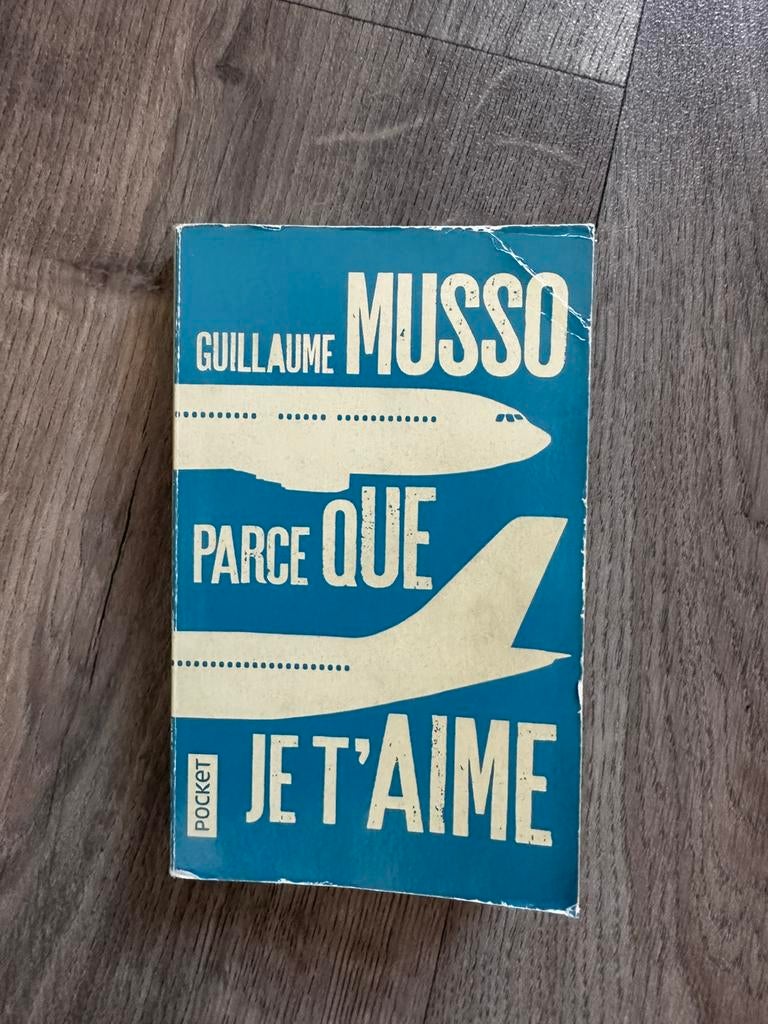 GUILLAUME MUSSO
PARCE QUE
JE T'AIME
POCKET